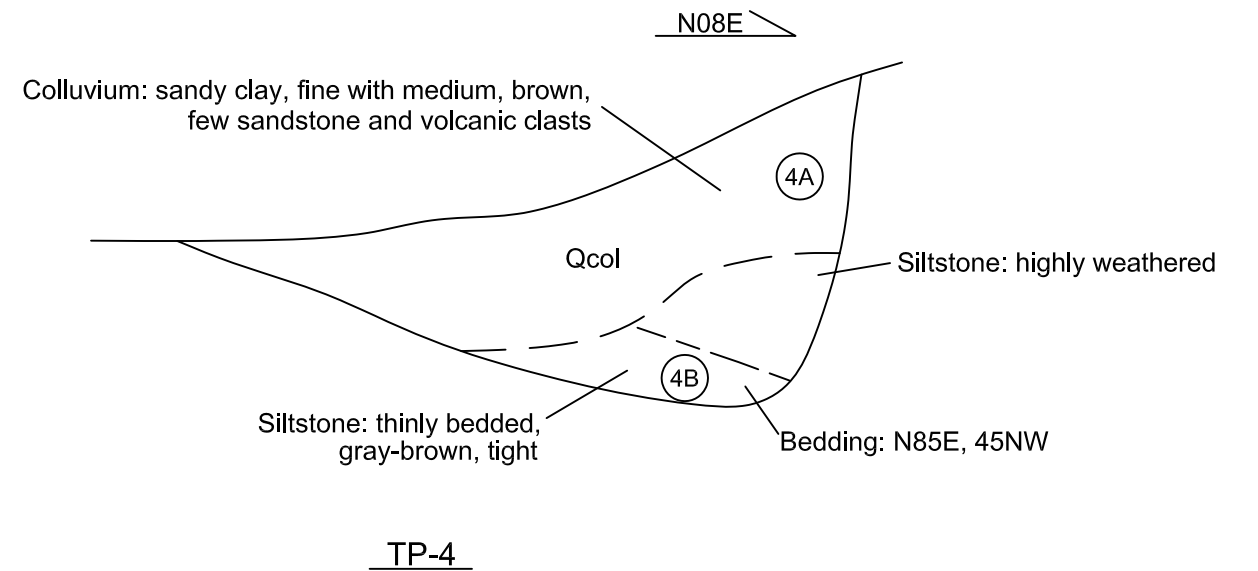 N08E
Colluvium: sandy clay, fine with medium, brown,
few sandstone and volcanic clasts
4A
Qcol
Siltstone: highly weathered
4B
Siltstone: thinly bedded,
gray-brown, tight
Bedding: N85E, 45NW
TP-4